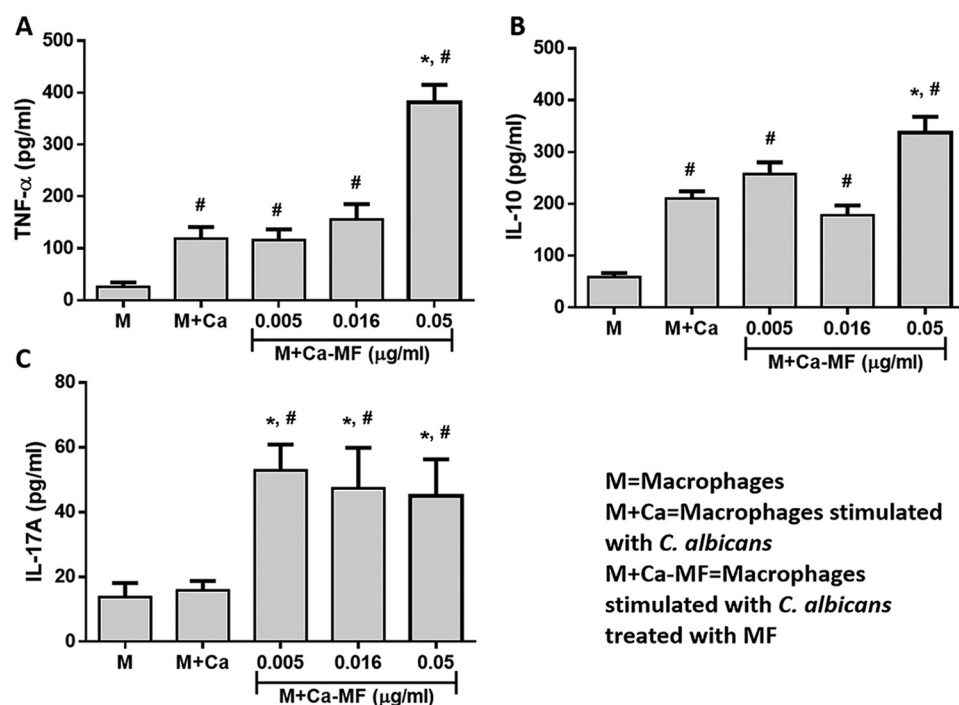 A
TNF-α (pg/ml)
500
400
300
200
100
0
#
#
#
*, #
M
M+Ca
0.005
0.016
0.05
M+Ca-MF (μg/ml)
B
IL-10 (pg/ml)
500
400
300
200
100
0
#
#
#
*, #
M
M+Ca
0.005
0.016
0.05
M+Ca-MF (μg/ml)
C
IL-17A (pg/ml)
80
60
40
20
0
*, #
*, #
*, #
M
M+Ca
0.005
0.016
0.05
M+Ca-MF (μg/ml)
M=Macrophages
M+Ca=Macrophages stimulated
with C. albicans
M+Ca-MF=Macrophages
stimulated with C. albicans
treated with MF